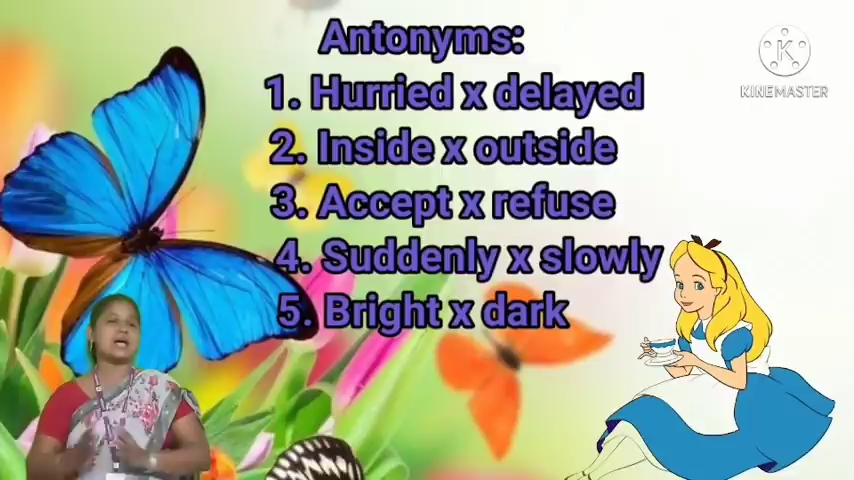 Antonyms:
1. Hurried x delayed
2. Inside x outside
3. Accept x refuse
4. Suddenly x slowly
5. Bright x dark
K
KINEMASTER